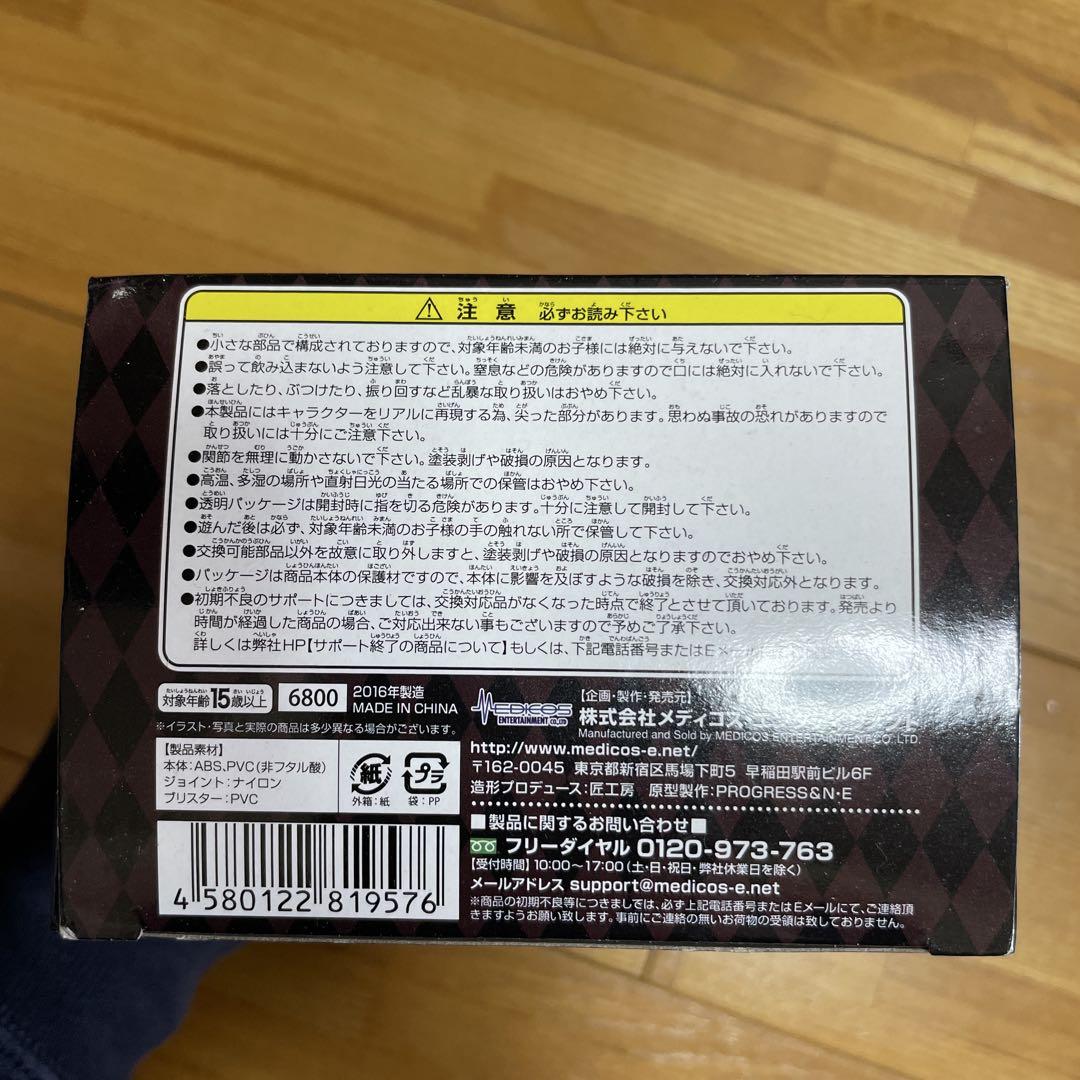 注意 必ずお読み下さい
●小さな部品で構成されておりますので、対象年齢未満のお子様には絶対に与えないで下さい。
●誤って飲み込まないよう注意して下さい。窒息などの危険がありますので口には絶対に入れないで下さい。
●落としたり、ぶつけたり、振り回すなど乱暴な取り扱いはおやめ下さい。
●本製品にはキャラクターをリアルに再現する為、尖った部分があります。思わぬ事故の恐れがありますので
取り扱いには十分にご注意下さい。
●関節を無理に動かさないで下さい。塗装剥げや破損の原因となります。
●高温、多湿の場所や直射日光の当たる場所での保管はおやめ下さい。
●透明パッケージは開封時に指を切る危険があります。十分に注意して開封して下さい。
●遊んだ後は必ず、対象年齢未満のお子様の手の触れない所で保管して下さい。
●交換可能部品以外を故意に取り外しますと、塗装剥げや破損の原因となりますのでおやめ下さい。
●パッケージは商品本体の保護材ですので、本体に影響を及ぼすような破損を除き、交換対応外となります。
●初期不良のサポートにつきましては、交換対応品がなくなった時点で終了とさせて頂いております。発売より
時間が経過した商品の場合、ご対応出来ない事もございますので予めご了承下さい。
詳しくは弊社HP【サポート終了の商品について】もしくは、下記電話番号またはEメール
対象年齢15歳以上 6800 2016年製造
MADE IN CHINA
※イラスト・写真と実際の商品は多少異なる場合がございます。
【製品素材】
本体:ABS、PVC(非フタル酸)
ジョイント:ナイロン
ブリスター:PVC
紙 プラ
外箱:紙 袋:PP
4 580122 819576
MEDICOS
ENTERTAINMENT CO.,LTD
【企画・製作・発売元】
株式会社メディコス
Manufactured and Sold by MEDICOS ENTERTAINMENT CO.,LTD.
http://www.medicos-e.net/
〒162-0045 東京都新宿区馬場下町5 早稲田駅前ビル6F
造形プロデュース:匠工房 原型製作:PROGRESS&N・E
■製品に関するお問い合わせ■
フリーダイヤル 0120-973-763
【受付時間】10:00〜17:00(土・日・祝日・弊社休業日を除く)
メールアドレス support@medicos-e.net
※商品の初期不良等につきましては、必ず上記電話番号またはEメールにて、ご連絡頂
きますようお願い致します。事前にご連絡の無いお荷物の受領は致しておりません。